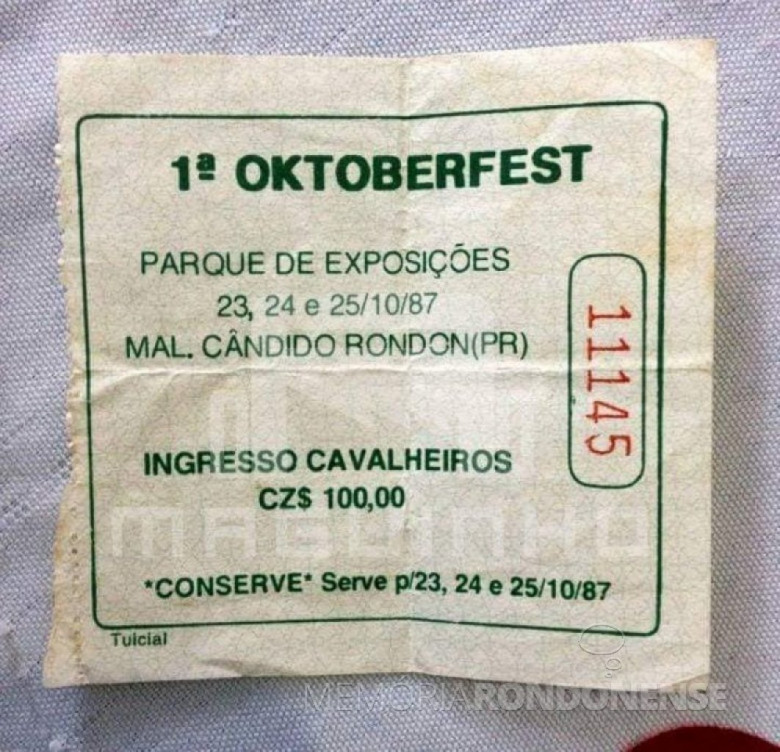 1ª OKTOBERFEST
PARQUE DE EXPOSIÇÕES
23, 24 e 25/10/87
MAL. CÂNDIDO RONDON(PR)
11145
INGRESSO CAVALHEIROS
CZ$ 100,00
MAGUINHO
*CONSERVE* Serve p/23, 24 e 25/10/87
Tuicial
MEMÓRIARONDONENSE